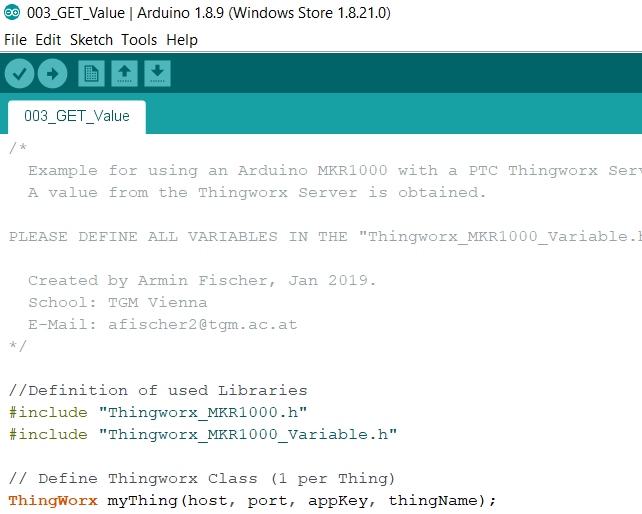 003_GET_Value | Arduino 1.8.9 (Windows Store 1.8.21.0)
File Edit Sketch Tools Help
003_GET_Value
/*
Example for using an Arduino MKR1000 with a PTC Thingworx
A value from the Thingworx Server is obtained.
PLEASE DEFINE ALL VARIABLES IN THE "Thingworx_MKR1000_Variable.h
Created by Armin Fischer, Jan 2019.
School: TGM Vienna
E-Mail: afischer2@tgm.ac.at
*/
//Definition of used Libraries
#include "Thingworx_MKR1000.h"
#include "Thingworx_MKR1000_Variable.h"
// Define Thingworx Class (1 per Thing)
ThingWorx myThing(host, port, appKey, thingName);